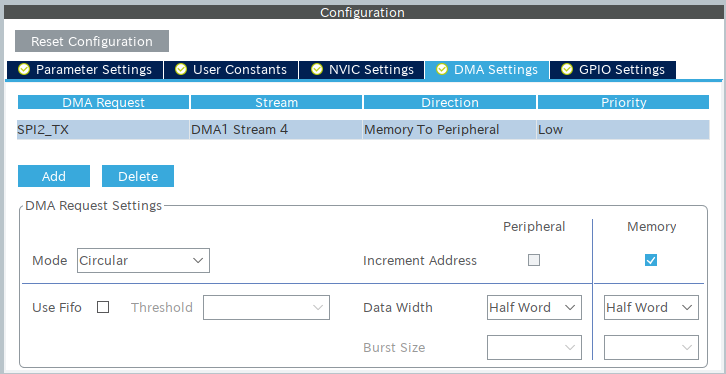 Configuration
Reset Configuration
Parameter Settings User Constants NVIC Settings DMA Settings GPIO Settings
DMA Request Stream Direction Priority
SPI2_TX DMA1 Stream 4 Memory To Peripheral Low
Add Delete
DMA Request Settings
Peripheral Memory
Mode Circular Increment Address
Use Fifo Threshold Data Width Half Word Half Word
Burst Size